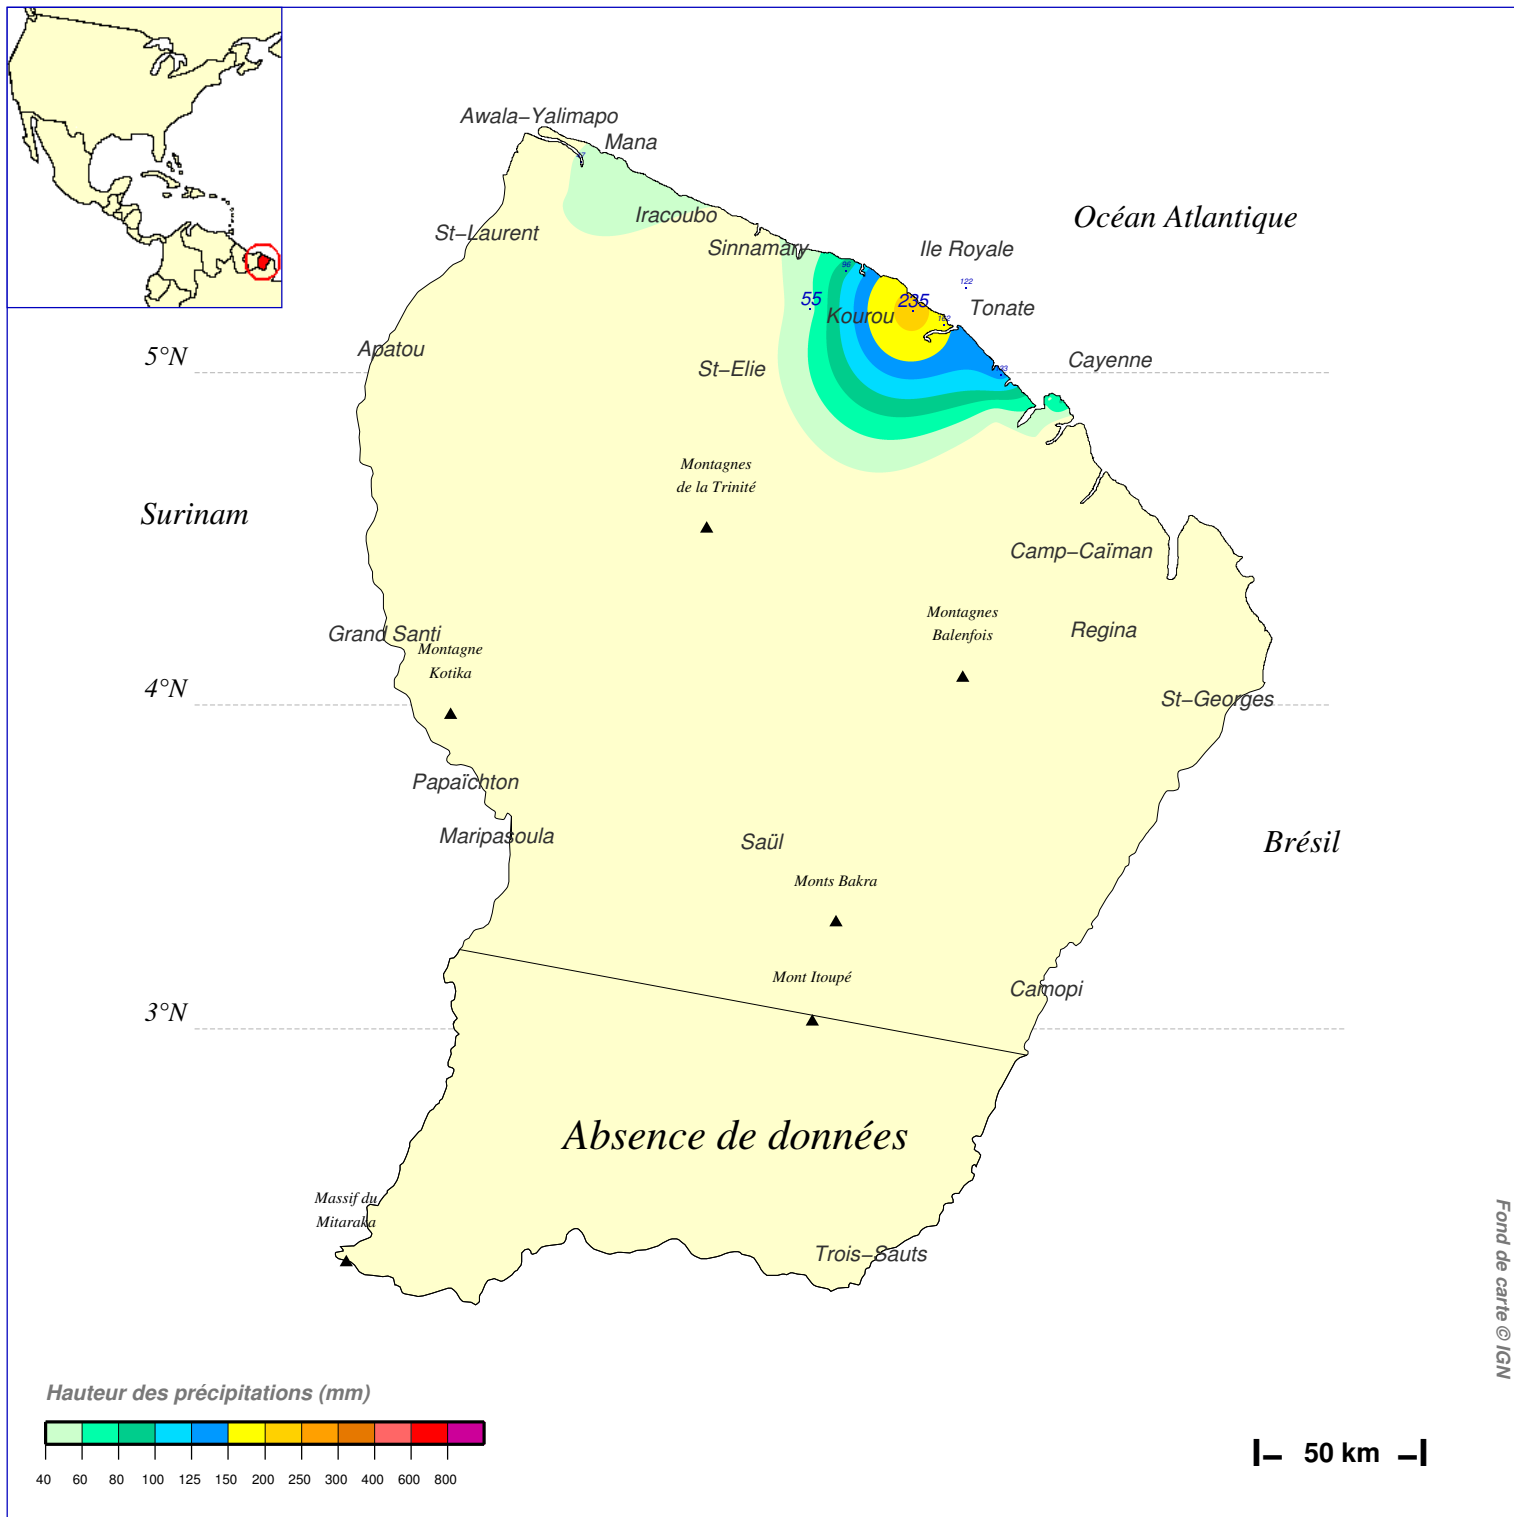 Awala−Yalimapo
Mana
Océan Atlantique
Iracoubo
St−Laurent
Sinnamary
Ile Royale
96
122
55
235
Tonate
Kourou
162
5°N
Apatou
St−Elie
133
Cayenne
Montagnes
de la Trinité
Surinam
Camp−Caïman
Montagnes
Balenfois
Grand Santi
Regina
Montagne
Kotika
4°N
St−Georges
Papaïchton
Maripasoula
Saül
Brésil
Monts Bakra
Mont Itoupé
Camopi
3°N
Absence de données
Massif du
Mitaraka
Trois−Sauts
Fond de carte © IGN
Hauteur des précipitations (mm)
40 60 80 100 125 150 200 250 300 400 600 800
50 km